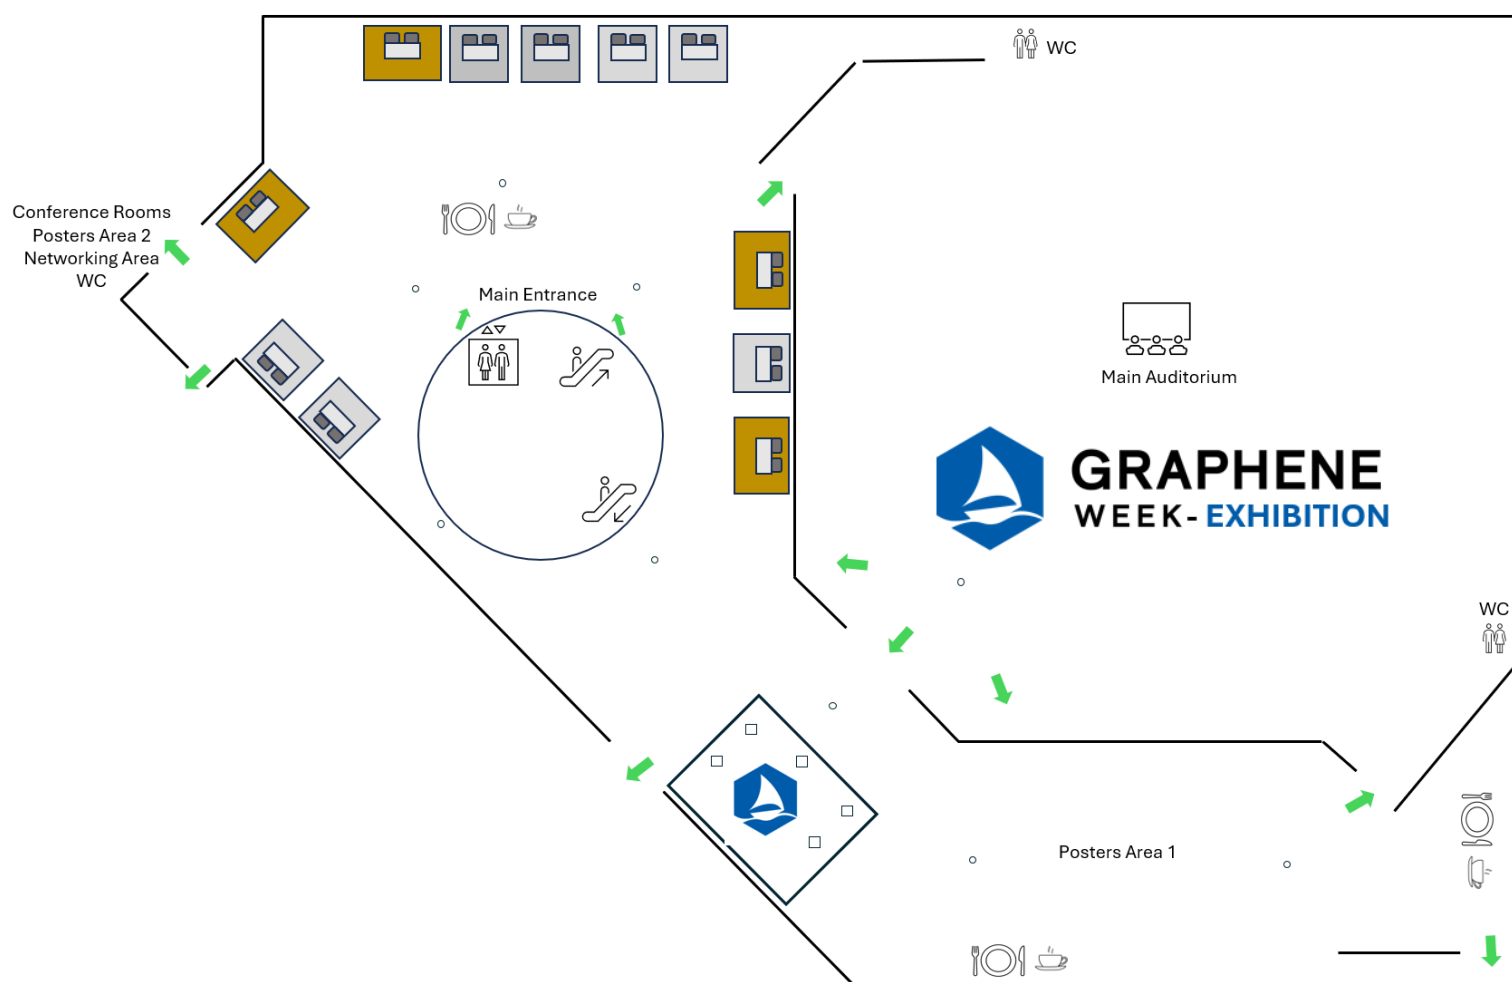 WC
Conference Rooms
Posters Area 2
Networking Area
WC
Main Entrance
Main Auditorium
GRAPHENE
WEEK- EXHIBITION
WC
Posters Area 1